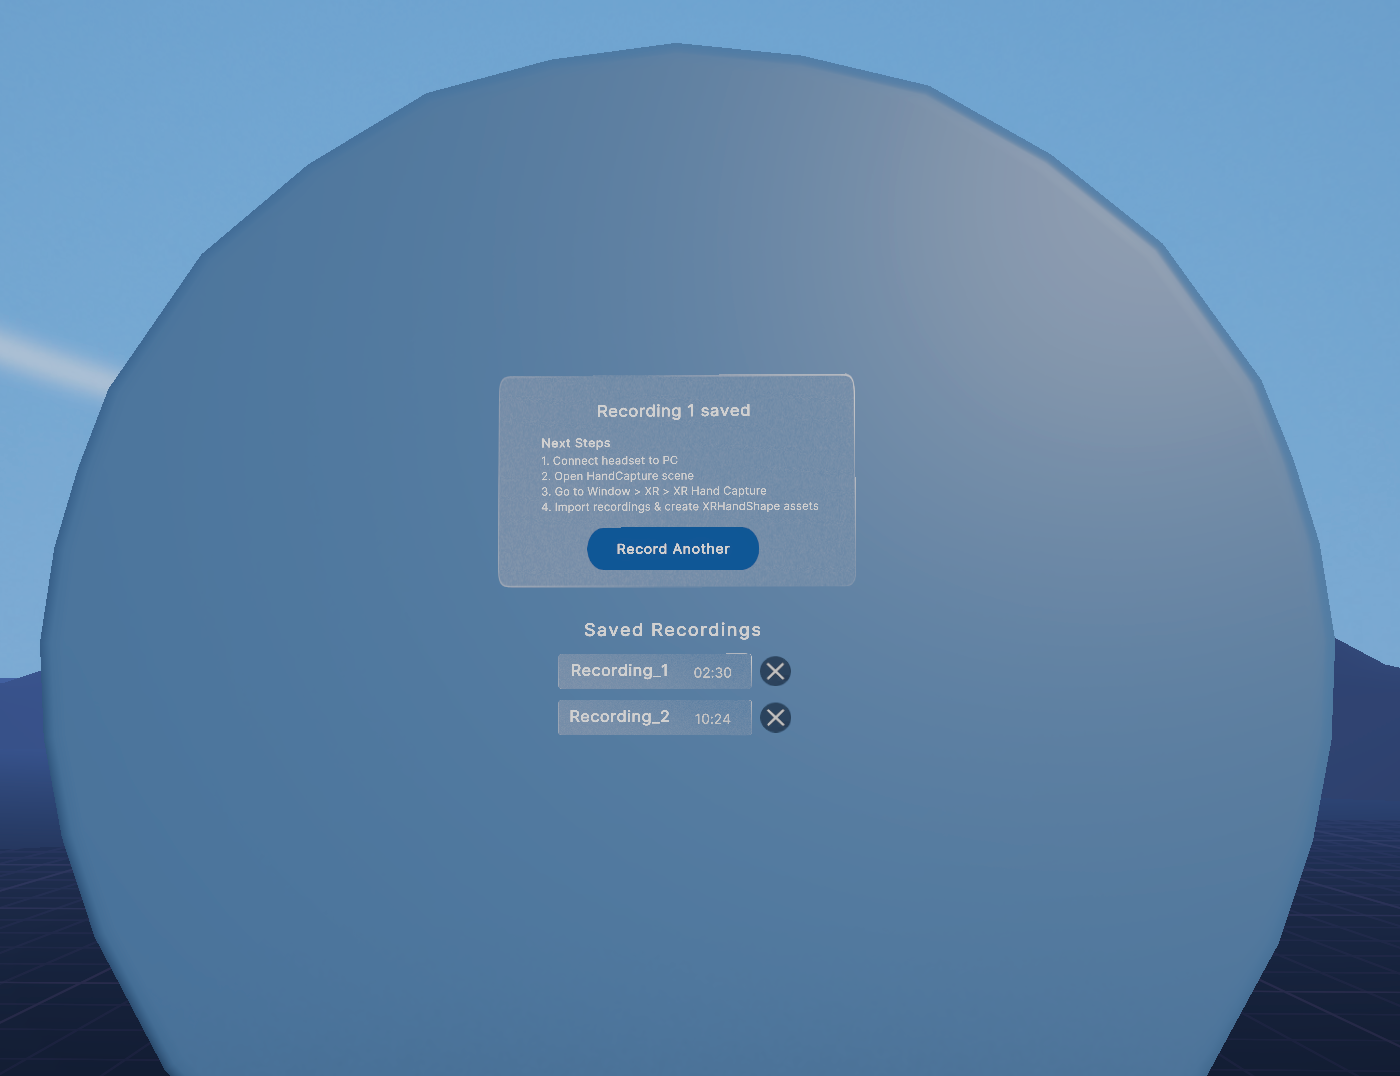 Recording 1 saved
Next Steps
1. Connect headset to PC
2. Open HandCapture scene
3. Go to Window > XR > XR Hand Capture
4. Import recordings & create XRHandShape assets
Record Another
Saved Recordings
Recording_1 02:30
Recording_2 10:24